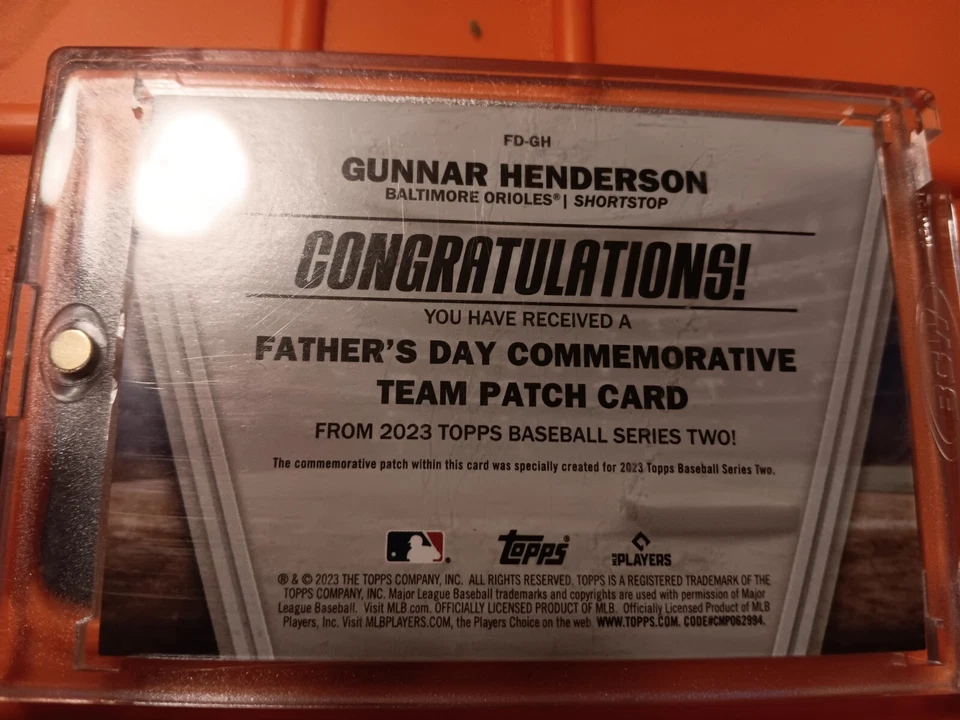 FD-GH
GUNNAR HENDERSON
BALTIMORE ORIOLES® | SHORTSTOP
CONGRATULATIONS!
YOU HAVE RECEIVED A
FATHER'S DAY COMMEMORATIVE
TEAM PATCH CARD
FROM 2023 TOPPS BASEBALL SERIES TWO!
The commemorative patch within this card was specially created for 2023 Topps Baseball Series Two.
topps® MLB PLAYERS
® & © 2023 THE TOPPS COMPANY, INC. ALL RIGHTS RESERVED. TOPPS IS A REGISTERED TRADEMARK OF THE
TOPPS COMPANY, INC. Major League Baseball trademarks and copyrights are used with permission of Major
League Baseball. Visit MLB.com. OFFICIALLY LICENSED PRODUCT OF MLB. Officially Licensed Product of MLB
Players, Inc. Visit MLBPLAYERS.COM, the Players Choice on the web. WWW.TOPPS.COM. CODE#CMP062994.